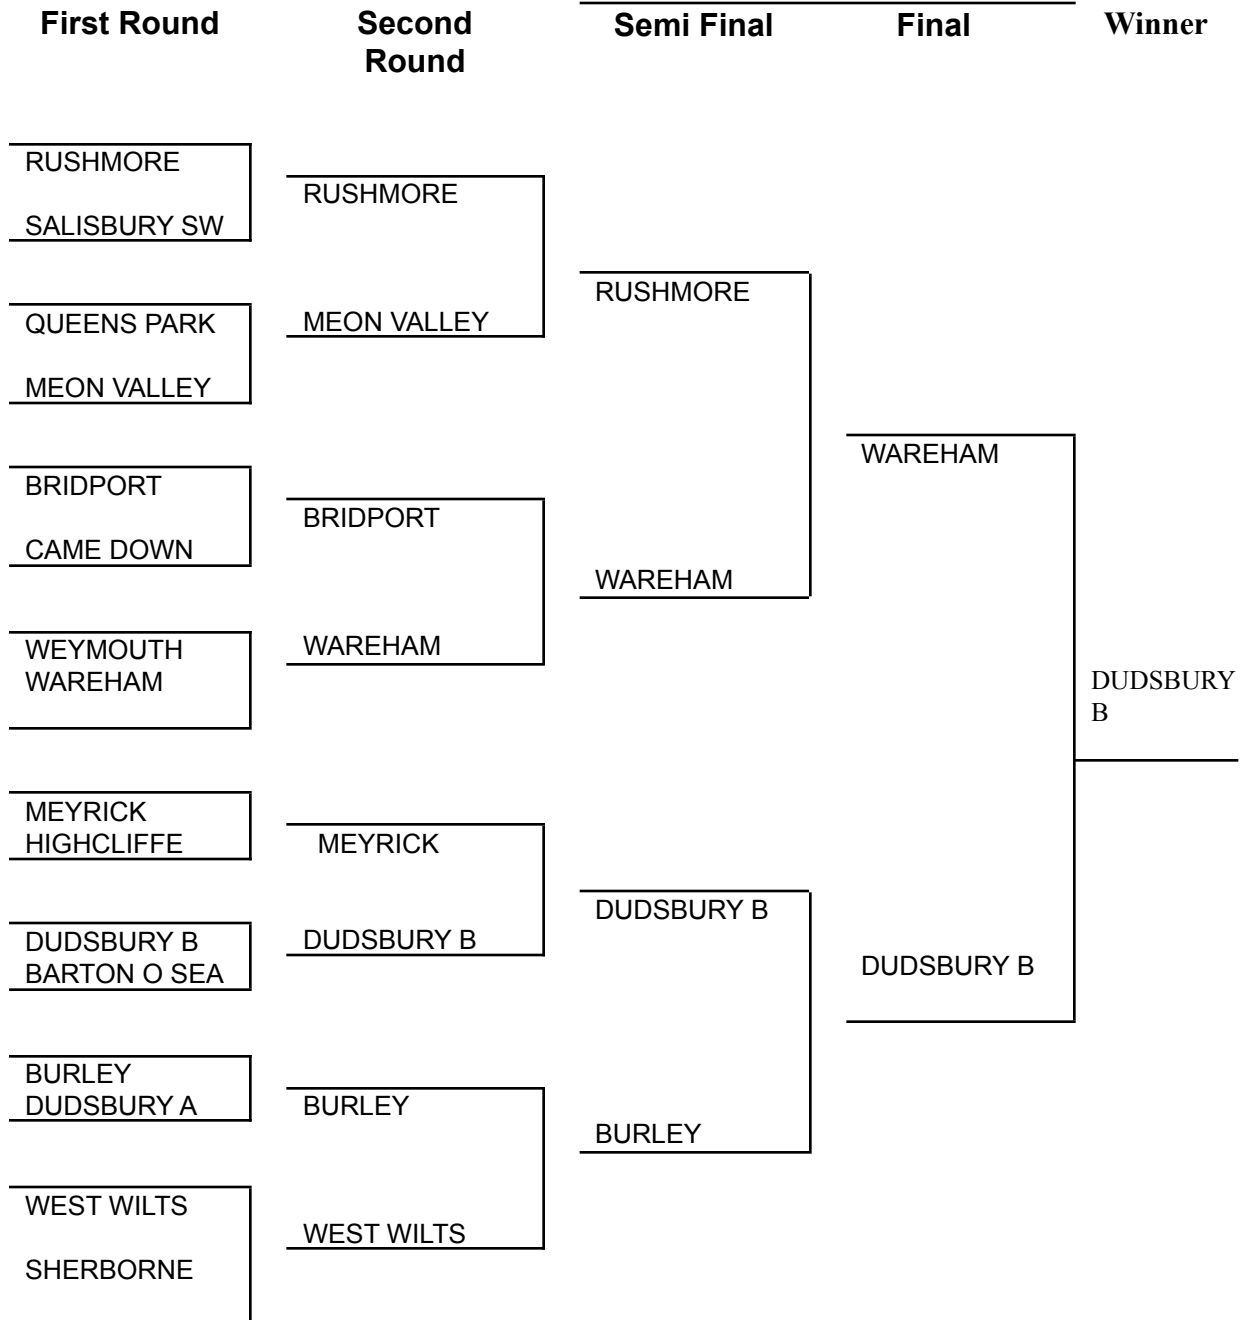 First Round
Second
Round
Semi Final
Final
Winner
RUSHMORE
SALISBURY SW
QUEENS PARK
MEON VALLEY
BRIDPORT
CAME DOWN
WEYMOUTH
WAREHAM
MEYRICK
HIGHCLIFFE
DUDSBURY B
BARTON O SEA
BURLEY
DUDSBURY A
WEST WILTS
SHERBORNE
RUSHMORE
MEON VALLEY
BRIDPORT
WAREHAM
MEYRICK
DUDSBURY B
BURLEY
WEST WILTS
RUSHMORE
WAREHAM
DUDSBURY B
BURLEY
WAREHAM
DUDSBURY B
DUDSBURY
B